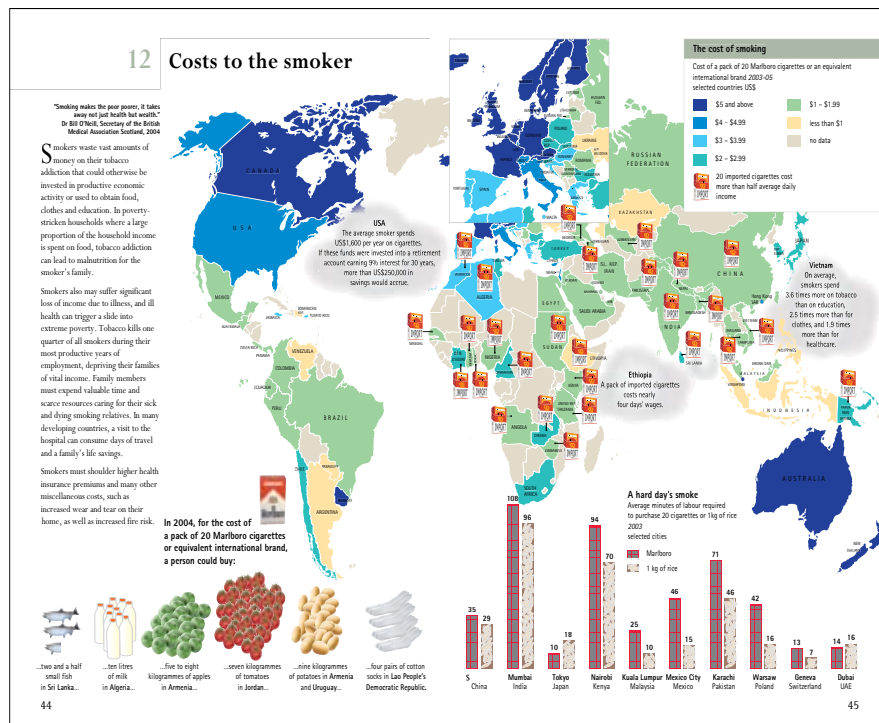 12 Costs to the smoker
"Smoking makes the poor poorer, it takes
away not just health but wealth."
Dr Bill O'Neill, Secretary of the British
Medical Association Scotland, 2004
Smokers waste vast amounts of
money on their tobacco
addiction that could otherwise be
invested in productive economic
activity or used to obtain food,
clothes and education. In poverty-
stricken households where a large
proportion of the household income
is spent on food, tobacco addiction
can lead to malnutrition for the
smoker's family.
Smokers also may suffer significant
loss of income due to illness, and ill
health can trigger a slide into
extreme poverty. Tobacco kills one
quarter of all smokers during their
most productive years of
employment, depriving their families
of vital income. Family members
must expend valuable time and
scarce resources caring for their sick
and dying smoking relatives. In many
developing countries, a visit to the
hospital can consume days of travel
and a family's life savings.
Smokers must shoulder higher health
insurance premiums and many other
miscellaneous costs, such as
increased wear and tear on their
home, as well as increased fire risk.
The cost of smoking
Cost of a pack of 20 Marlboro cigarettes or an equivalent
international brand 2003-05
selected countries US$
$5 and above
$4 – $4.99
$3 – $3.99
$2 – $2.99
$1 – $1.99
less than $1
no data
IMPORT
20 imported cigarettes cost
more than half average daily
income
CANADA
USA
MEXICO
VENEZUELA
COLOMBIA
ECUADOR
PERU
BRAZIL
CHILE
ARGENTINA
SPAIN
POLAND
UKRAINE
ROMANIA
TURKEY
RUSSIAN
FEDERATION
KAZAKHSTAN
CHINA
JAPAN
ISL. REP.
IRAN
PAKISTAN
INDIA
SRI LANKA
SAUDI ARABIA
EGYPT
ALGERIA
SUDAN
ETHIOPIA
NIGERIA
SENEGAL
ANGOLA
SOUTH
AFRICA
Hong Kong
SAR
PHILIPPINES
MALAYSIA
INDONESIA
AUSTRALIA
USA
The average smoker spends
US$1,600 per year on cigarettes.
If these funds were invested into a retirement
account earning 9% interest for 30 years,
more than US$250,000 in
savings would accrue.
Vietnam
On average,
smokers spend
3.6 times more on tobacco
than on education,
2.5 times more than for
clothes, and 1.9 times
more than for
healthcare.
Ethiopia
A pack of imported cigarettes
costs nearly
four days' wages.
In 2004, for the cost of
a pack of 20 Marlboro cigarettes
or equivalent international brand,
a person could buy:
...two and a half
small fish
in Sri Lanka...
...ten litres
of milk
in Algeria...
...five to eight
kilogrammes of apples
in Armenia...
...seven kilogrammes
of tomatoes
in Jordan...
...nine kilogrammes
of potatoes in Armenia
and Uruguay...
...four pairs of cotton
socks in Lao People's
Democratic Republic.
A hard day's smoke
Average minutes of labour required
to purchase 20 cigarettes or 1kg of rice
2003
selected cities
Marlboro
1 kg of rice
35 29
108 96
10 18
94 70
25 10
46 15
71 46
42 16
13 7
14 16
S
China
Mumbai
India
Tokyo
Japan
Nairobi
Kenya
Kuala Lumpur
Malaysia
Mexico City
Mexico
Karachi
Pakistan
Warsaw
Poland
Geneva
Switzerland
Dubai
UAE
44
45